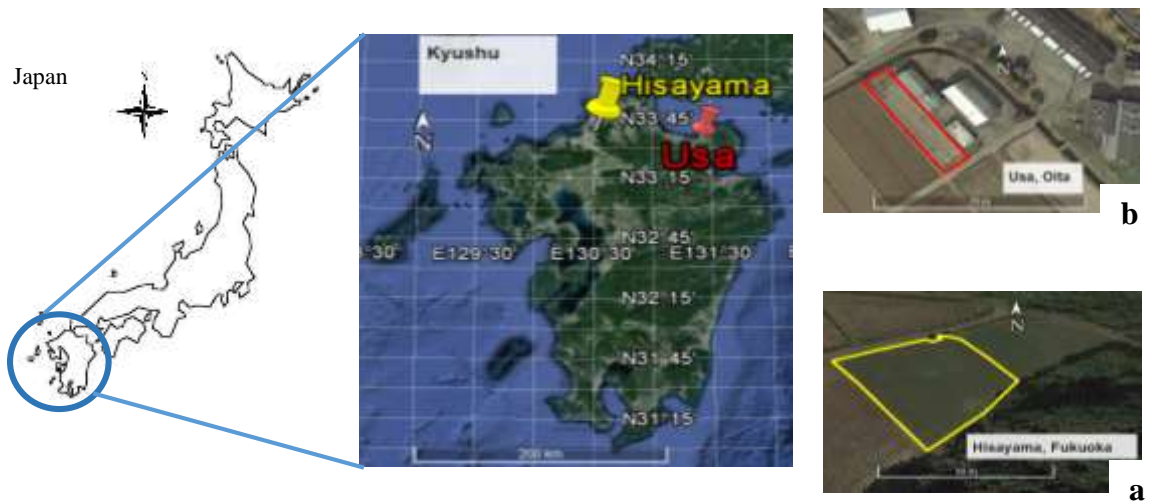 Japan
Kyushu
N34°15'
Hisayama
N33°45'
Usa
N33°15'
N32°45'
E129°30'
E130°30'
E131°30'
N32°15'
N31°45'
N31°15'
200 km
N
N
Usa, Oita
b
N
Hisayama, Fukuoka
a